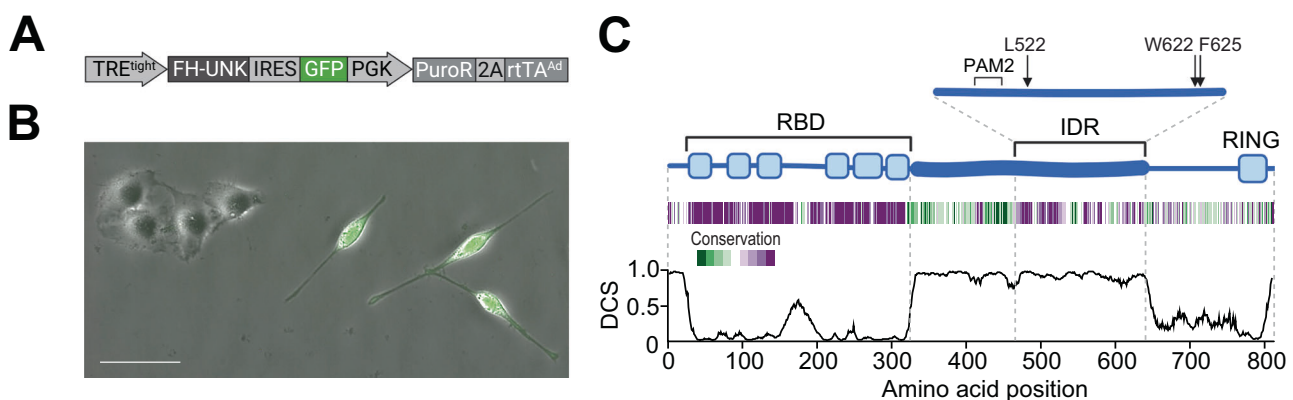 A
TREtight FH-UNK IRES GFP PGK PuroR 2A rtTAAd
B
C
L522 W622 F625
PAM2
RBD IDR RING
Conservation
DCS
1.0
0.5
0
0 100 200 300 400 500 600 700 800
Amino acid position